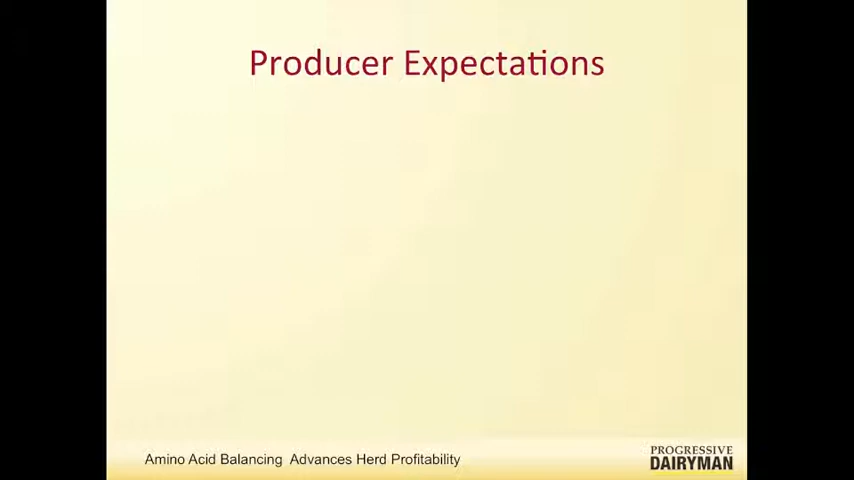 Producer Expectations
Amino Acid Balancing Advances Herd Profitability
PROGRESSIVE
DAIRYMAN